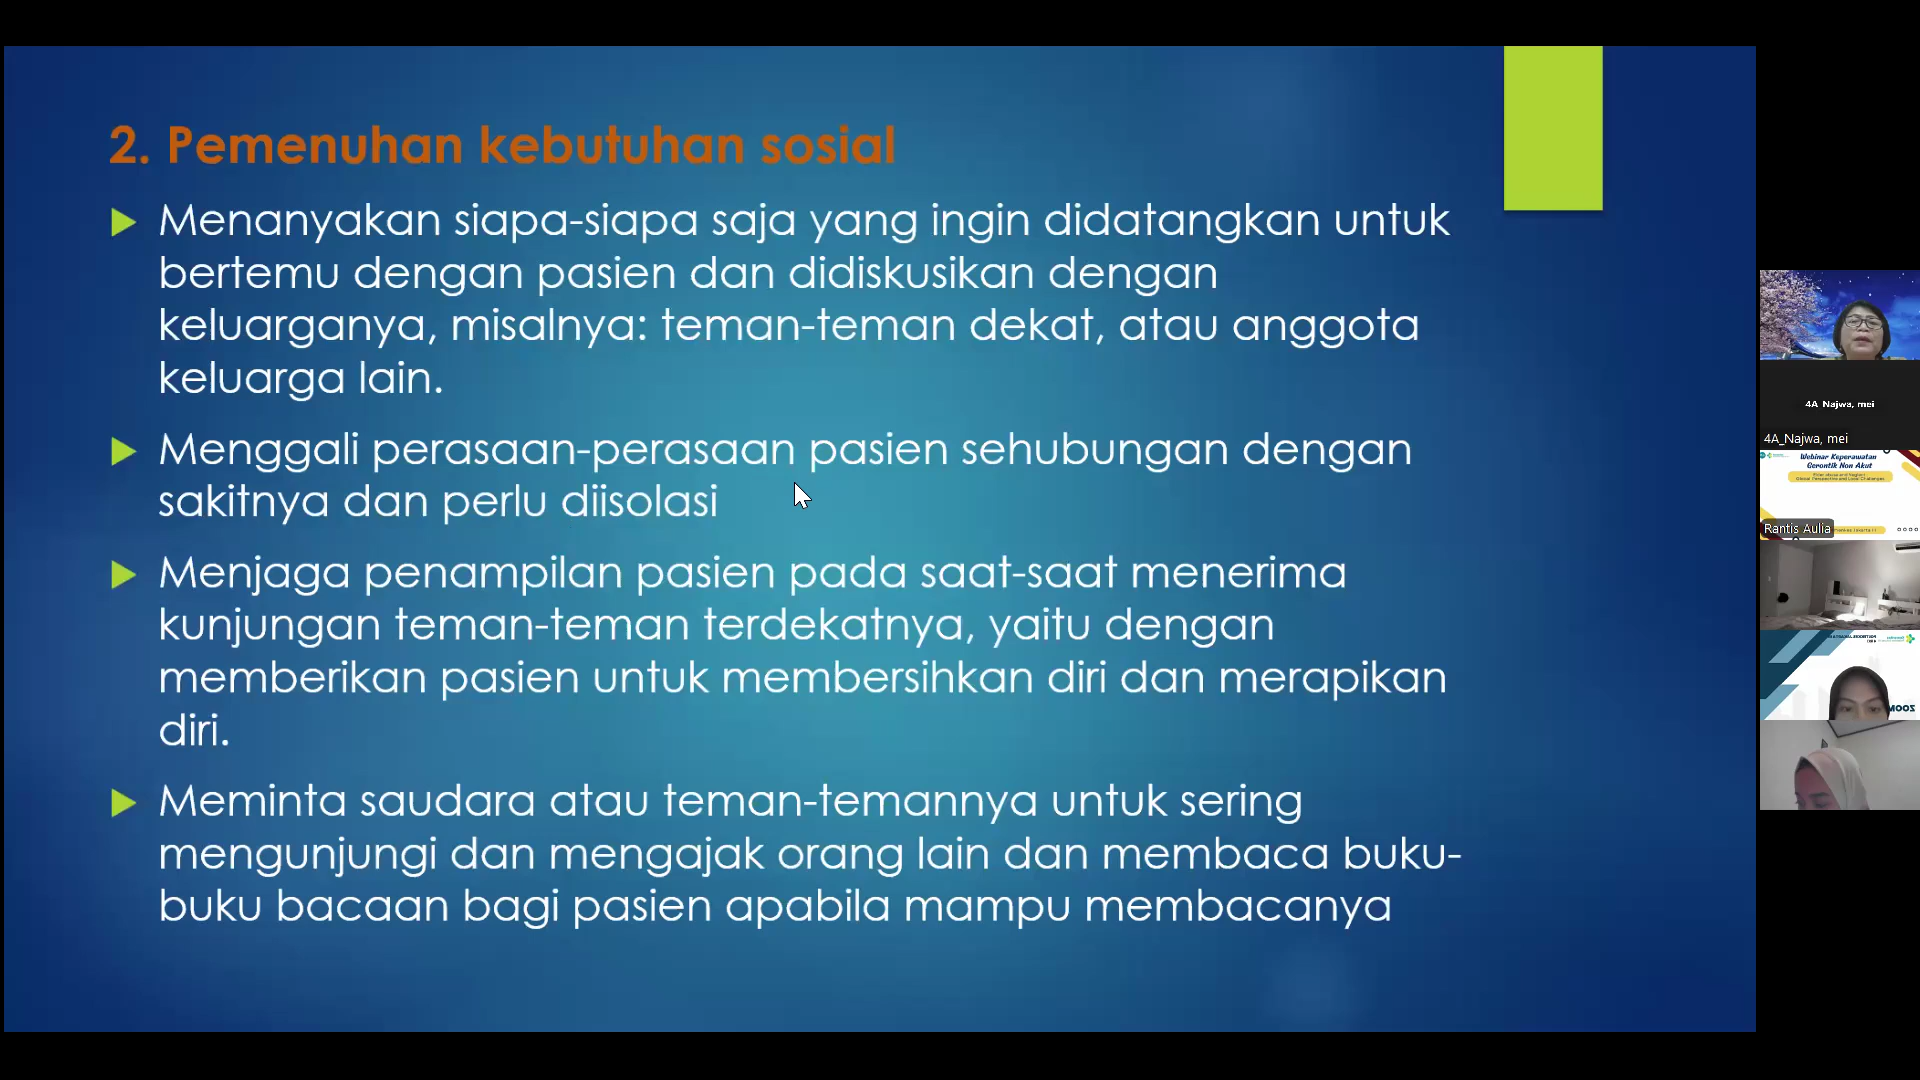 2. Pemenuhan kebutuhan sosial
Menanyakan siapa-siapa saja yang ingin didatangkan untuk
bertemu dengan pasien dan didiskusikan dengan
keluarganya, misalnya: teman-teman dekat, atau anggota
keluarga lain.
Menggali perasaan-perasaan pasien sehubungan dengan
sakitnya dan perlu diisolasi
Menjaga penampilan pasien pada saat-saat menerima
kunjungan teman-teman terdekatnya, yaitu dengan
memberikan pasien untuk membersihkan diri dan merapikan
diri.
Meminta saudara atau teman-temannya untuk sering
mengunjungi dan mengajak orang lain dan membaca buku-
buku bacaan bagi pasien apabila mampu membacanya
4A_Najwa, mei
4A_Najwa, mei
Webinar Keperawatan
Gerontik Non Akut
Rantis Aulia
ZOOM